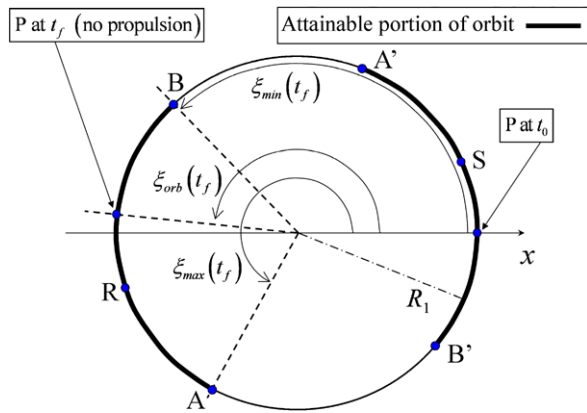 P at t_f (no propulsion)
Attainable portion of orbit
B
A'
ξ_min(t_f)
P at t_0
S
ξ_orb(t_f)
x
ξ_max(t_f)
R
R_1
B'
A